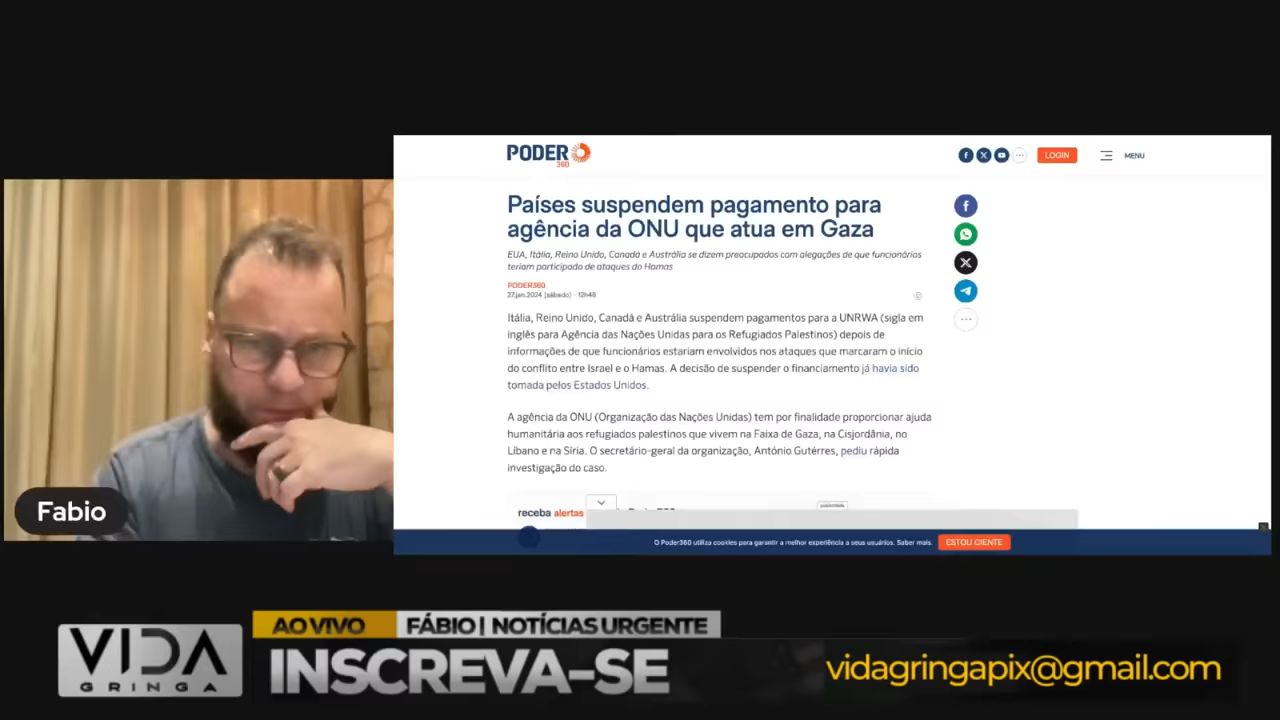 PODER
360
LOGIN
MENU
Países suspendem pagamento para
agência da ONU que atua em Gaza
EUA, Itália, Reino Unido, Canadá e Austrália se dizem preocupados com alegações de que funcionários
teriam participado de ataques do Hamas
PODER360
27.jan.2024 (sábado) - 12h48
Itália, Reino Unido, Canadá e Austrália suspendem pagamentos para a UNRWA (sigla em
inglês para Agência das Nações Unidas para os Refugiados Palestinos) depois de
informações de que funcionários estariam envolvidos nos ataques que marcaram o início
do conflito entre Israel e o Hamas. A decisão de suspender o financiamento já havia sido
tomada pelos Estados Unidos.
A agência da ONU (Organização das Nações Unidas) tem por finalidade proporcionar ajuda
humanitária aos refugiados palestinos que vivem na Faixa de Gaza, na Cisjordânia, no
Líbano e na Síria. O secretário-geral da organização, António Gutérres, pediu rápida
investigação do caso.
receba alertas
O Poder360 utiliza cookies para garantir a melhor experiência a seus usuários. Saber mais.
ESTOU CIENTE
Fabio
VIDA
GRINGA
AO VIVO
FÁBIO | NOTÍCIAS URGENTE
INSCREVA-SE
vidagringapix@gmail.com